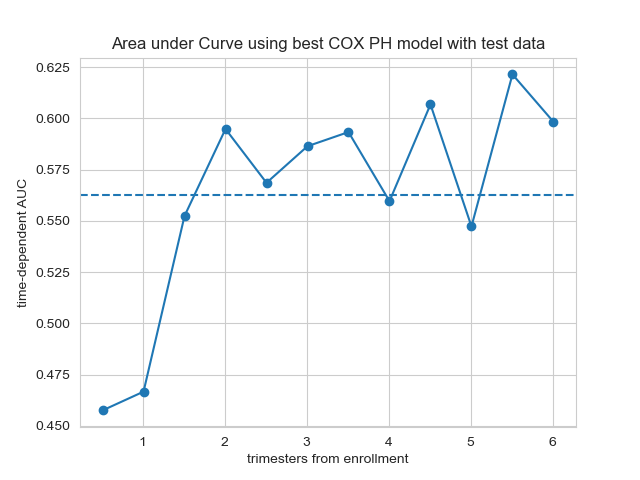 Area under Curve using best COX PH model with test data
0.625
0.600
0.575
0.550
0.525
0.500
0.475
0.450
time-dependent AUC
1 2 3 4 5 6
trimesters from enrollment